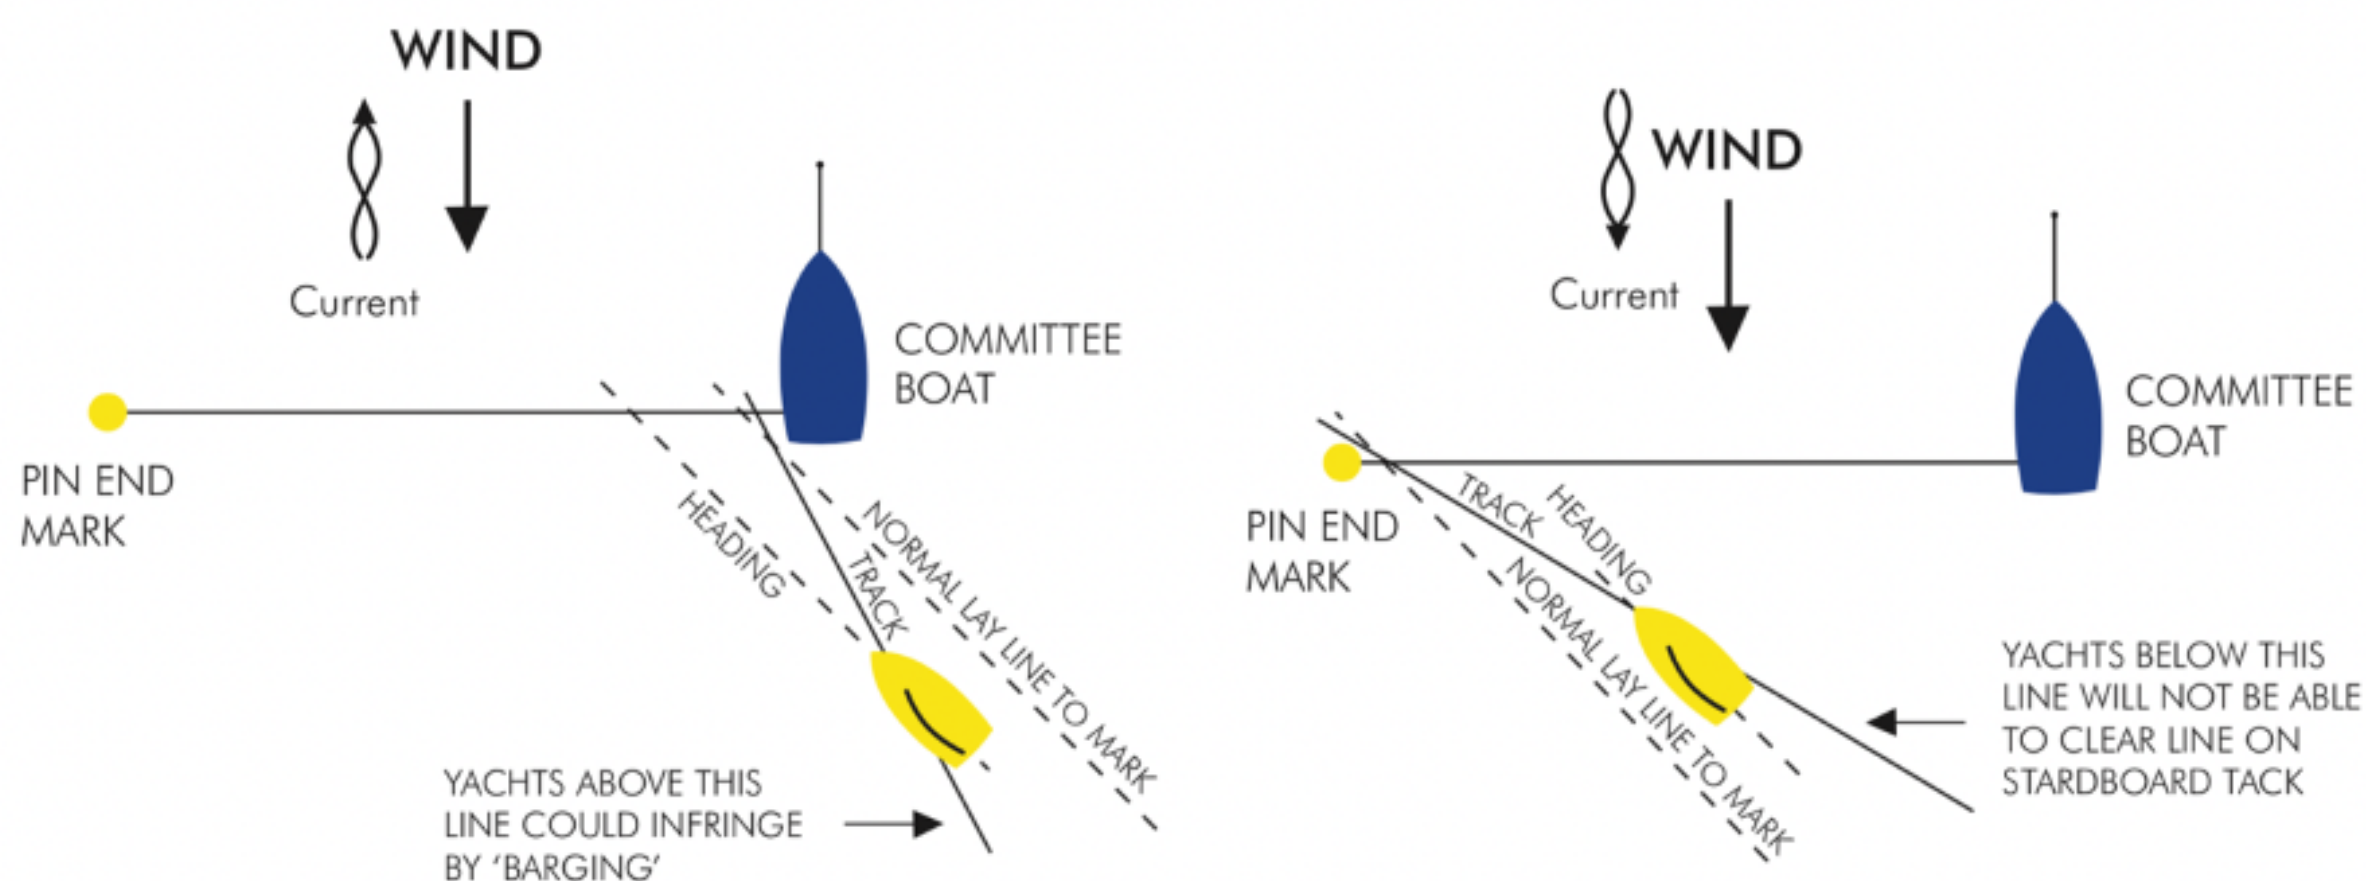 WIND
Current
COMMITTEE
BOAT
PIN END
MARK
HEADING
TRACK
NORMAL LAY LINE TO MARK
YACHTS ABOVE THIS
LINE COULD INFRINGE
BY ‘BARGING’
WIND
Current
COMMITTEE
BOAT
PIN END
MARK
TRACK
HEADING
NORMAL LAY LINE TO MARK
YACHTS BELOW THIS
LINE WILL NOT BE ABLE
TO CLEAR LINE ON
STARDBOARD TACK